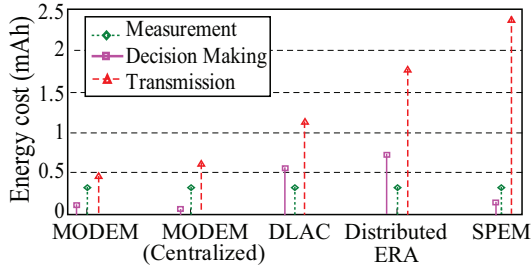 Energy cost (mAh)
2.5
2
1.5
1
0.5
0
Measurement
Decision Making
Transmission
MODEM
MODEM
(Centralized)
DLAC
Distributed
ERA
SPEM